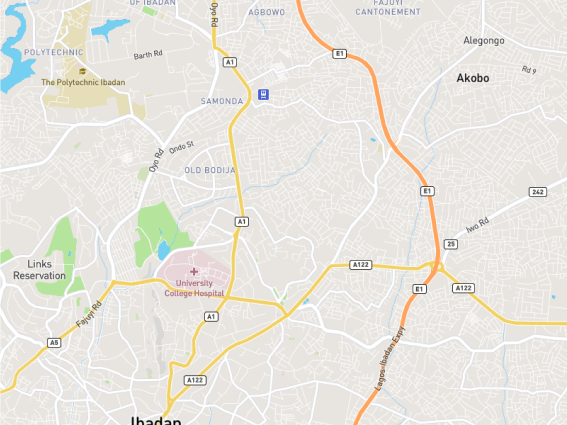 OF IBADAN
Oyo Rd
AGBOWO
FAJUYI
CANTONEMENT
POLYTECHNIC
Barth Rd
E1
Alegongo
A1
Rd 9
Akobo
The Polytechnic Ibadan
SAMONDA
Ondo St
Oyo Rd
OLD BODIJA
E1
242
A1
Iwo Rd
25
Links
Reservation
A122
University
College Hospital
E1
A122
Fajuyi Rd
A1
A5
Lagos-Ibadan Expy
A122
Ibadan